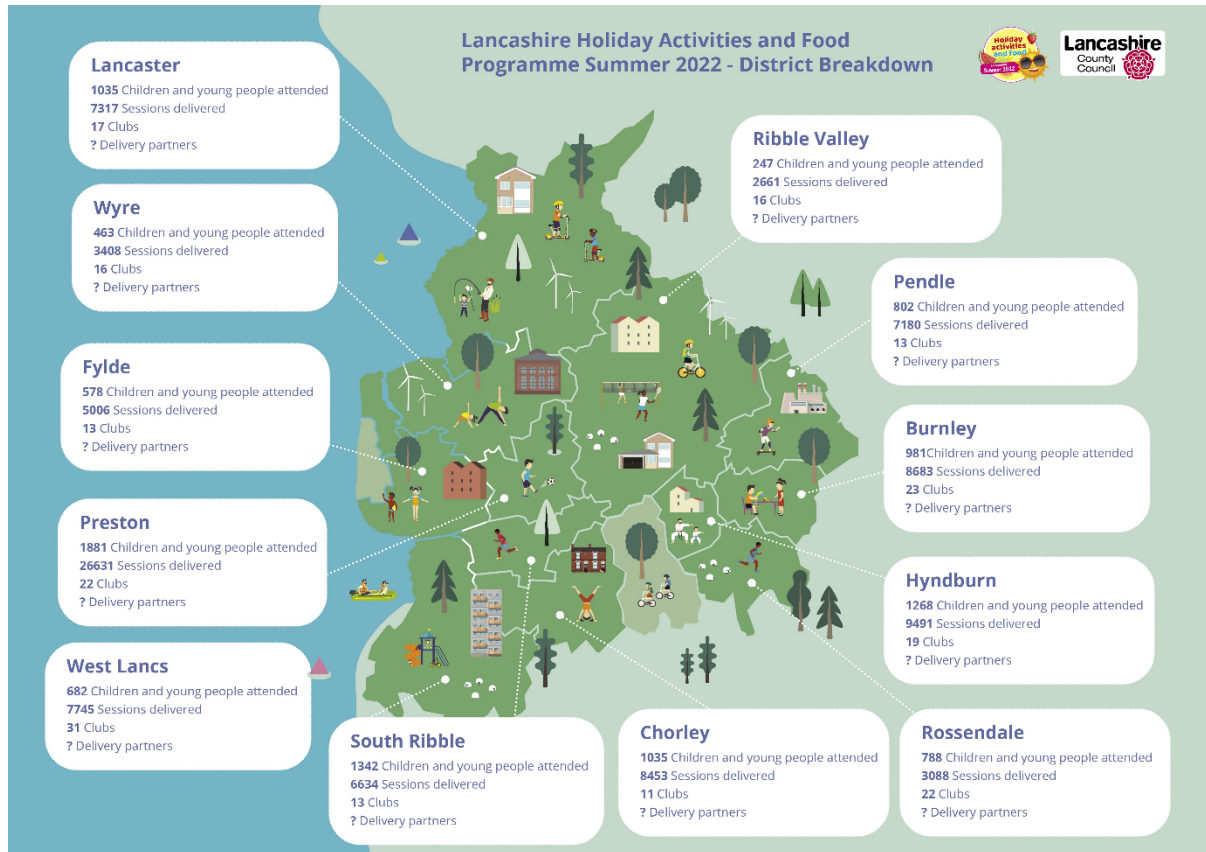 Lancashire Holiday Activities and Food
Programme Summer 2022 - District Breakdown
Holiday
activities
and food
Summer 2022
Lancashire
County
Council
Lancaster
1035 Children and young people attended
7317 Sessions delivered
17 Clubs
? Delivery partners
Ribble Valley
247 Children and young people attended
2661 Sessions delivered
16 Clubs
? Delivery partners
Wyre
463 Children and young people attended
3408 Sessions delivered
16 Clubs
? Delivery partners
Pendle
802 Children and young people attended
7180 Sessions delivered
13 Clubs
? Delivery partners
Fylde
578 Children and young people attended
5006 Sessions delivered
13 Clubs
? Delivery partners
Burnley
981Children and young people attended
8683 Sessions delivered
23 Clubs
? Delivery partners
Preston
1881 Children and young people attended
26631 Sessions delivered
22 Clubs
? Delivery partners
Hyndburn
1268 Children and young people attended
9491 Sessions delivered
19 Clubs
? Delivery partners
West Lancs
682 Children and young people attended
7745 Sessions delivered
31 Clubs
? Delivery partners
South Ribble
1342 Children and young people attended
6634 Sessions delivered
13 Clubs
? Delivery partners
Chorley
1035 Children and young people attended
8453 Sessions delivered
11 Clubs
? Delivery partners
Rossendale
788 Children and young people attended
3088 Sessions delivered
22 Clubs
? Delivery partners